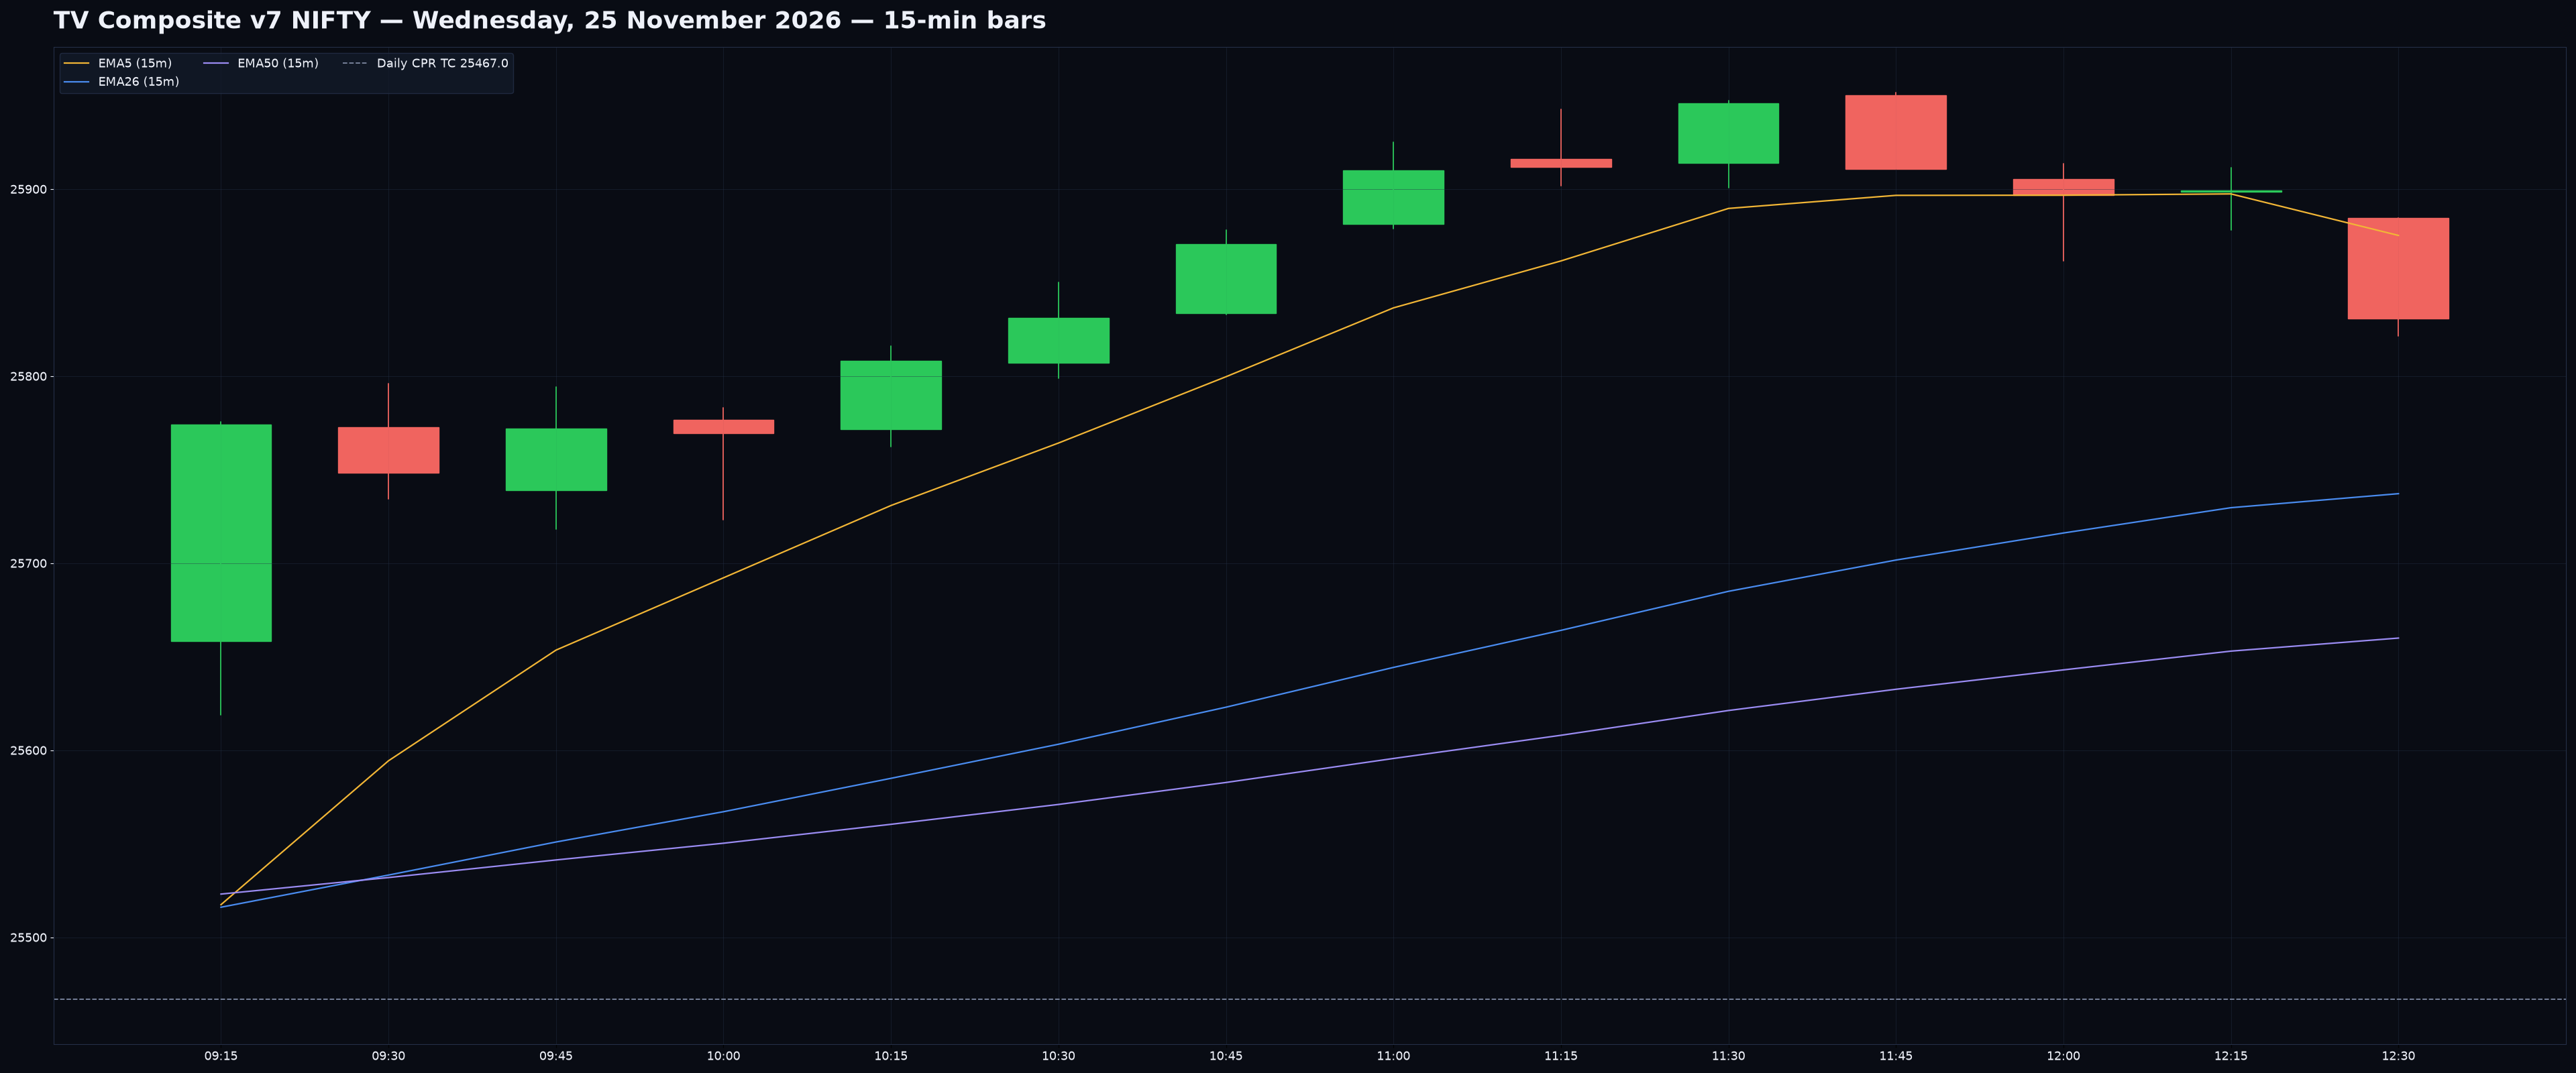 TV Composite v7 NIFTY — Wednesday, 25 November 2026 — 15-min bars
EMA5 (15m) EMA50 (15m) Daily CPR TC 25467.0
EMA26 (15m)
25900
25800
25700
25600
25500
09:15 09:30 09:45 10:00 10:15 10:30 10:45 11:00 11:15 11:30 11:45 12:00 12:15 12:30